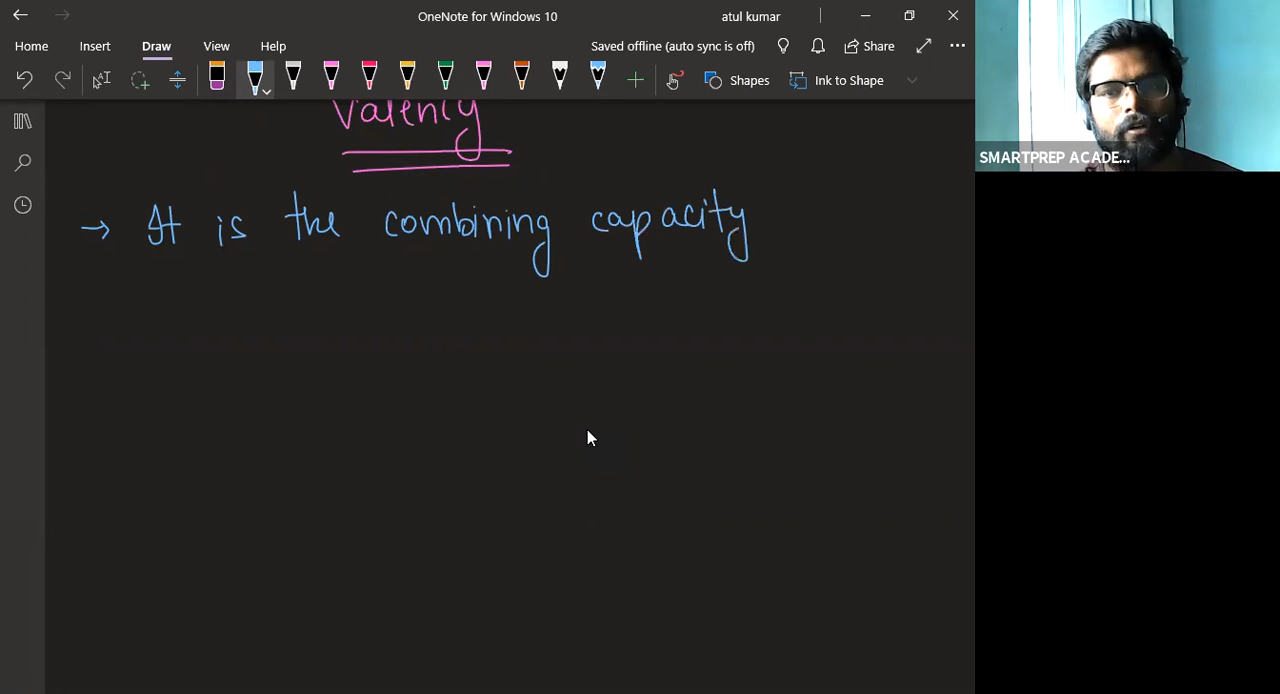 OneNote for Windows 10
atul kumar
Home Insert Draw View Help
Saved offline (auto sync is off)
Share
Shapes
Ink to Shape
SMARTPREP ACADE...
Valency
→ It is the combining capacity